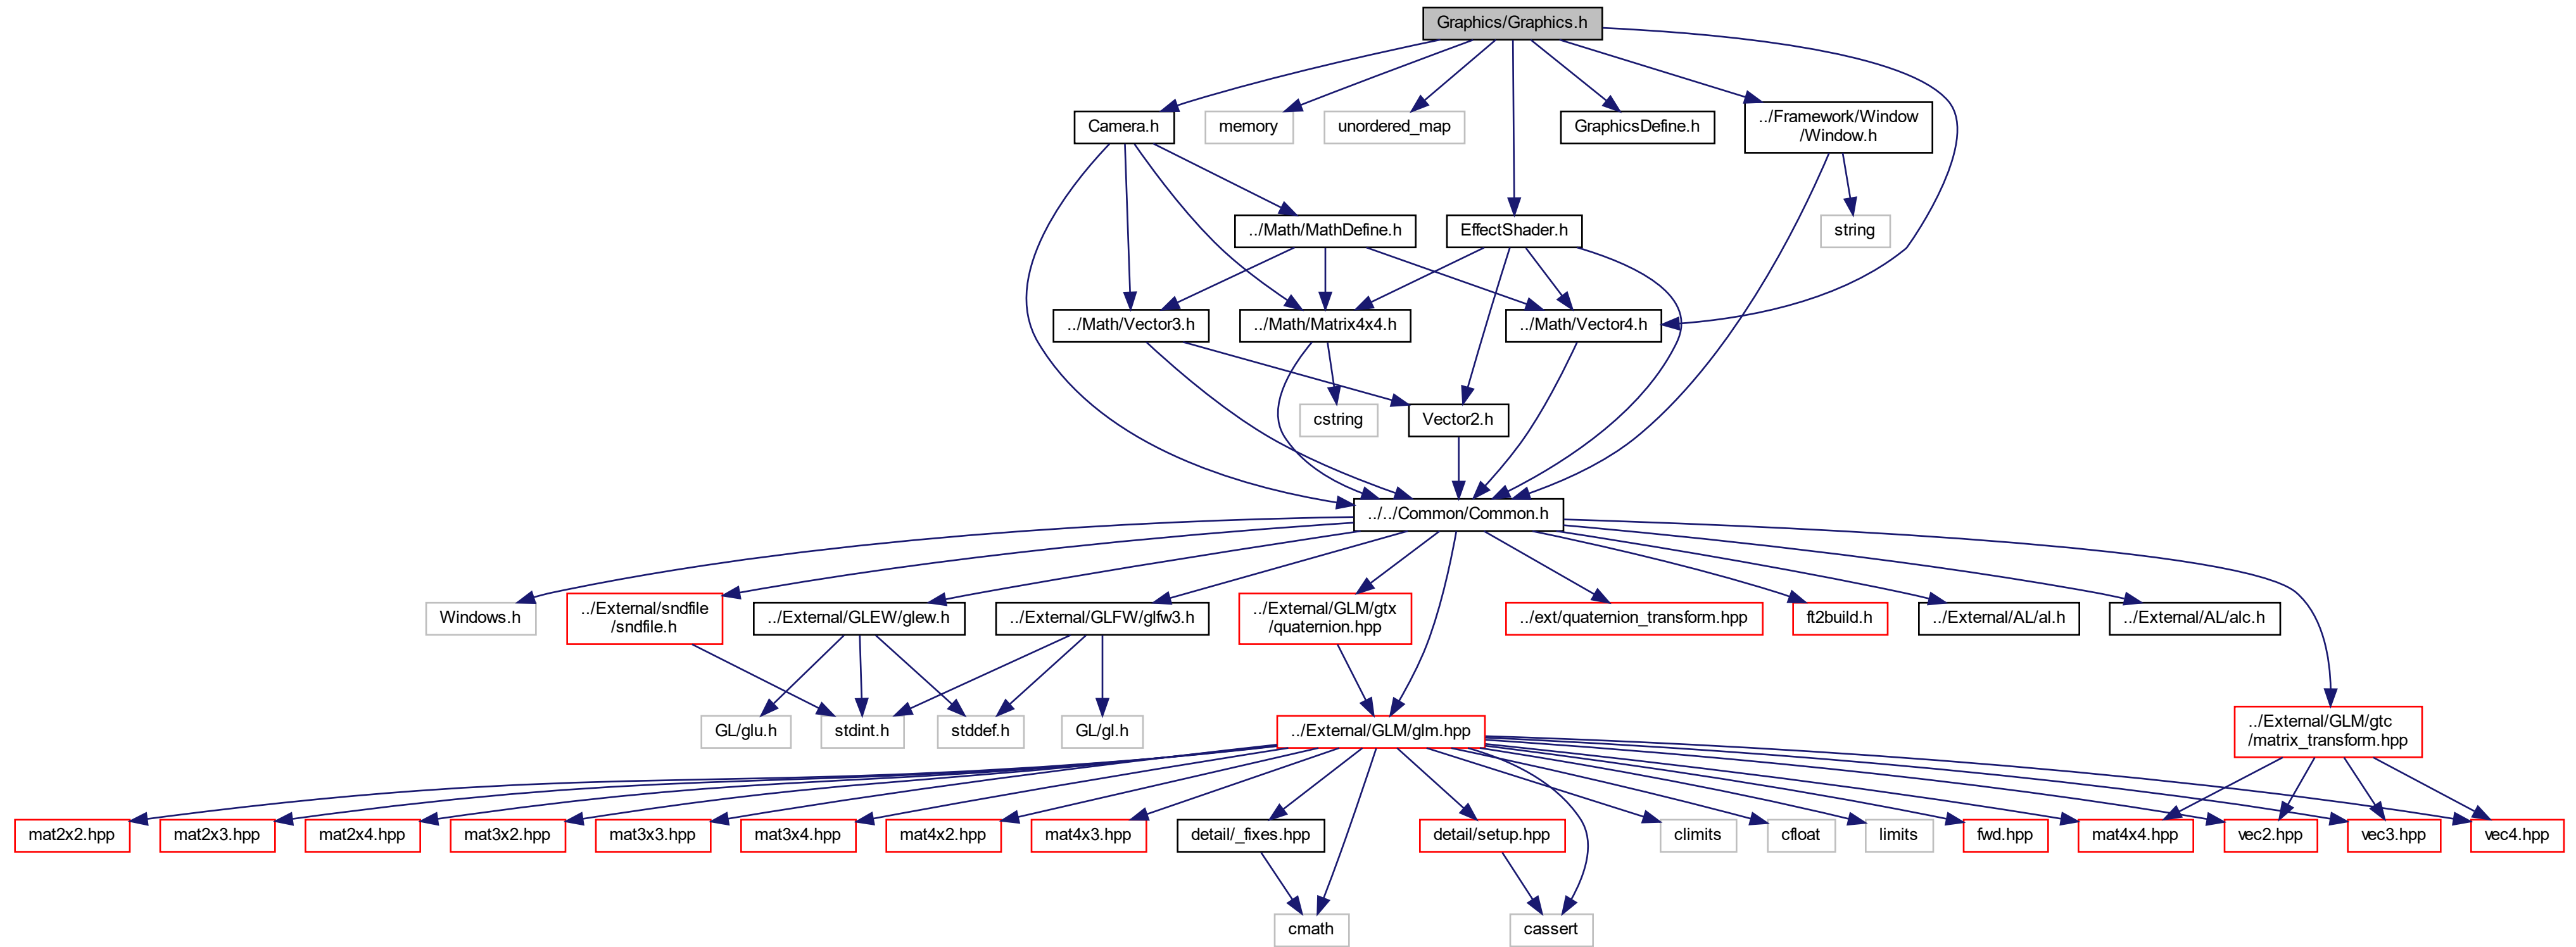 Graphics/Graphics.h
Camera.h
memory
unordered_map
GraphicsDefine.h
../Framework/Window
/Window.h
../Math/MathDefine.h
EffectShader.h
string
../Math/Vector3.h
../Math/Matrix4x4.h
../Math/Vector4.h
cstring
Vector2.h
../../Common/Common.h
Windows.h
../External/sndfile
/sndfile.h
../External/GLEW/glew.h
../External/GLFW/glfw3.h
../External/GLM/gtx
/quaternion.hpp
../ext/quaternion_transform.hpp
ft2build.h
../External/AL/al.h
../External/AL/alc.h
GL/glu.h
stdint.h
stddef.h
GL/gl.h
../External/GLM/glm.hpp
../External/GLM/gtc
/matrix_transform.hpp
mat2x2.hpp
mat2x3.hpp
mat2x4.hpp
mat3x2.hpp
mat3x3.hpp
mat3x4.hpp
mat4x2.hpp
mat4x3.hpp
detail/_fixes.hpp
detail/setup.hpp
climits
cfloat
limits
fwd.hpp
mat4x4.hpp
vec2.hpp
vec3.hpp
vec4.hpp
cmath
cassert